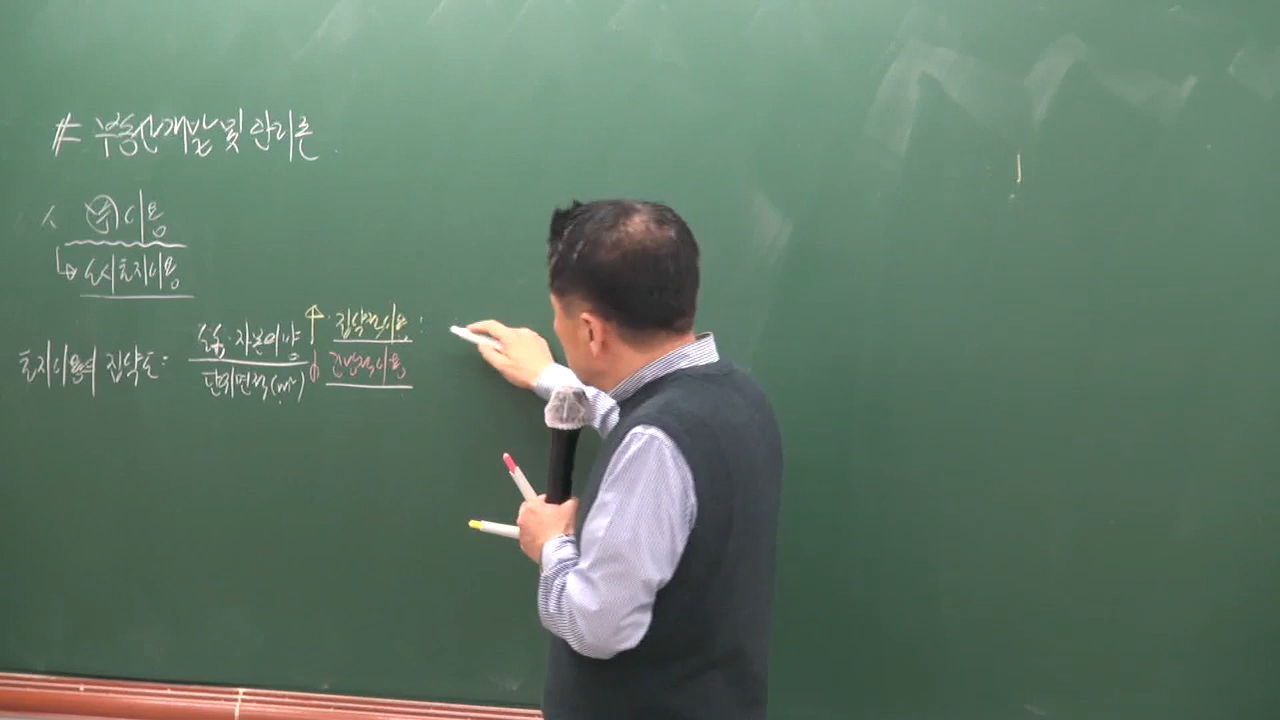 # 부동산개발 및 관리론
부지이용
도시토지이용
토지이용의 집약도 :
노동·자본의 양
단위면적(m²)
↑ 집약적 이용 :
↓ 조방적 이용